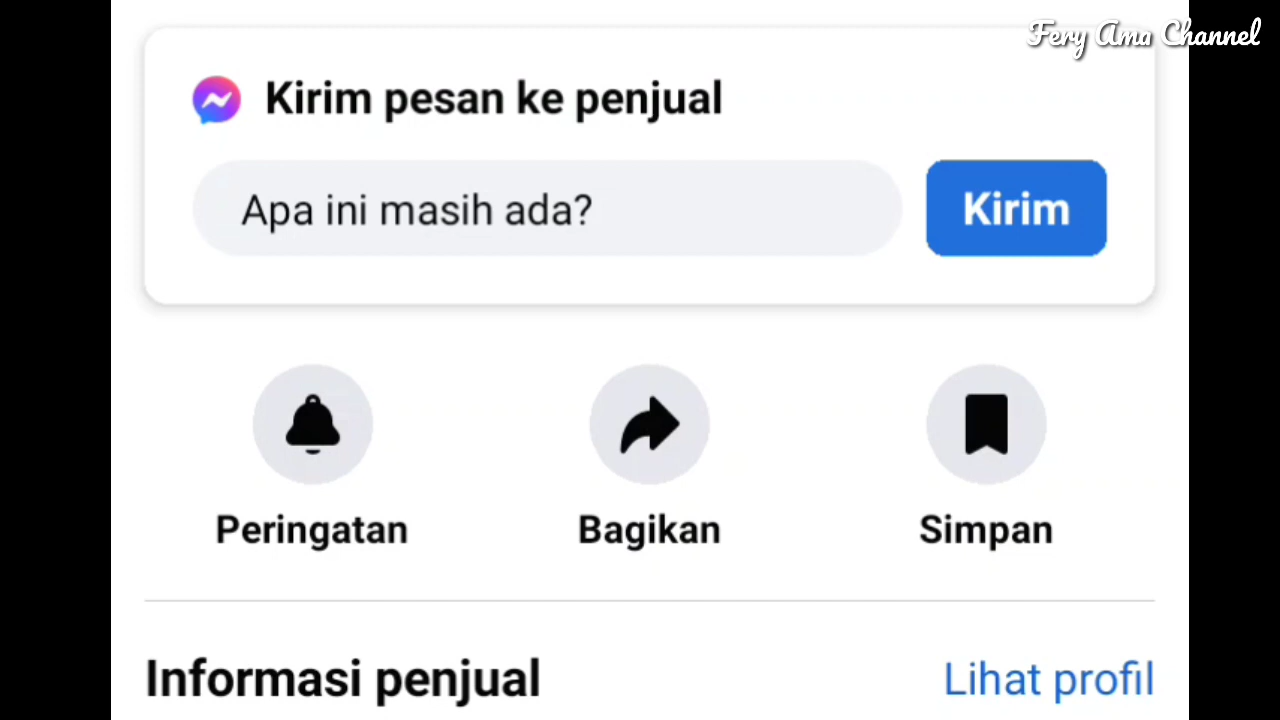 Fery Ama Channel
Kirim pesan ke penjual
Apa ini masih ada?
Kirim
Peringatan
Bagikan
Simpan
Informasi penjual
Lihat profil